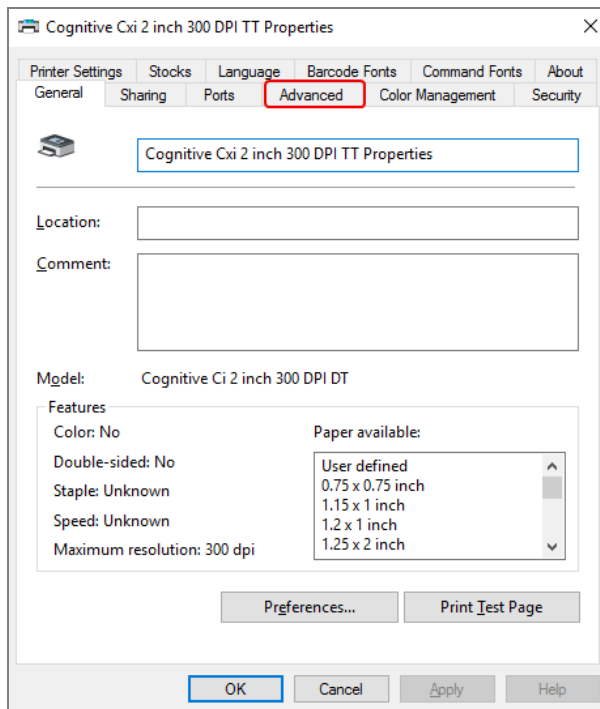 Cognitive Cxi 2 inch 300 DPI TT Properties
Printer Settings Stocks Language Barcode Fonts Command Fonts About
General Sharing Ports Advanced Color Management Security
Cognitive Cxi 2 inch 300 DPI TT Properties
Location:
Comment:
Model: Cognitive Ci 2 inch 300 DPI DT
Features
Color: No
Double-sided: No
Staple: Unknown
Speed: Unknown
Maximum resolution: 300 dpi
Paper available:
User defined
0.75 x 0.75 inch
1.15 x 1 inch
1.2 x 1 inch
1.25 x 2 inch
Preferences... Print Test Page
OK Cancel Apply Help